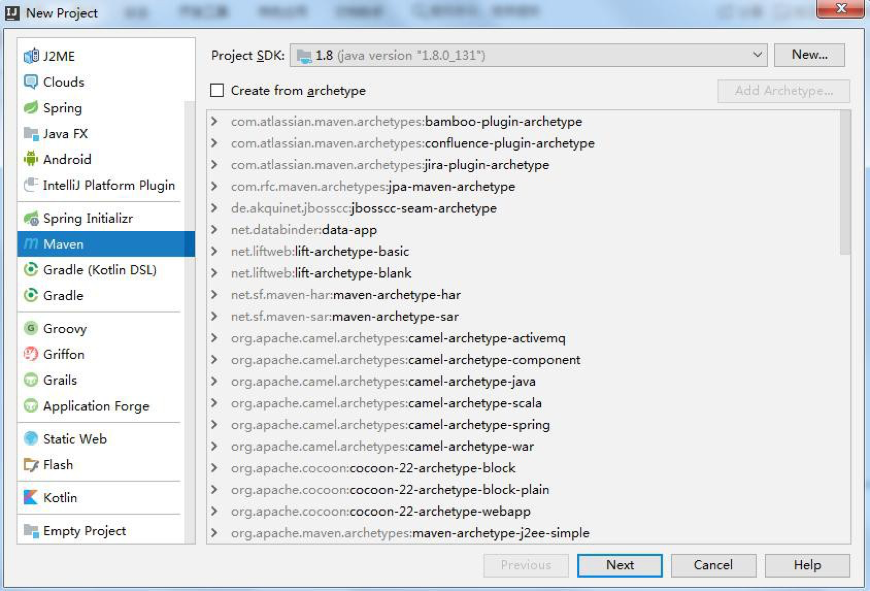 New Project
J2ME
Clouds
Spring
Java FX
Android
IntelliJ Platform Plugin
Spring Initializr
Maven
Gradle (Kotlin DSL)
Gradle
Groovy
Griffon
Grails
Application Forge
Static Web
Flash
Kotlin
Empty Project
Project SDK: 1.8 (java version "1.8.0_131") New...
Create from archetype Add Archetype...
com.atlassian.maven.archetypes:bamboo-plugin-archetype
com.atlassian.maven.archetypes:confluence-plugin-archetype
com.atlassian.maven.archetypes:jira-plugin-archetype
com.rfc.maven.archetypes:jpa-maven-archetype
de.akquinet.jbosscc:jbosscc-seam-archetype
net.databinder:data-app
net.liftweb:lift-archetype-basic
net.liftweb:lift-archetype-blank
net.sf.maven-har:maven-archetype-har
net.sf.maven-sar:maven-archetype-sar
org.apache.camel.archetypes:camel-archetype-activemq
org.apache.camel.archetypes:camel-archetype-component
org.apache.camel.archetypes:camel-archetype-java
org.apache.camel.archetypes:camel-archetype-scala
org.apache.camel.archetypes:camel-archetype-spring
org.apache.camel.archetypes:camel-archetype-war
org.apache.cocoon:cocoon-22-archetype-block
org.apache.cocoon:cocoon-22-archetype-block-plain
org.apache.cocoon:cocoon-22-archetype-webapp
org.apache.maven.archetypes:maven-archetype-j2ee-simple
Previous Next Cancel Help